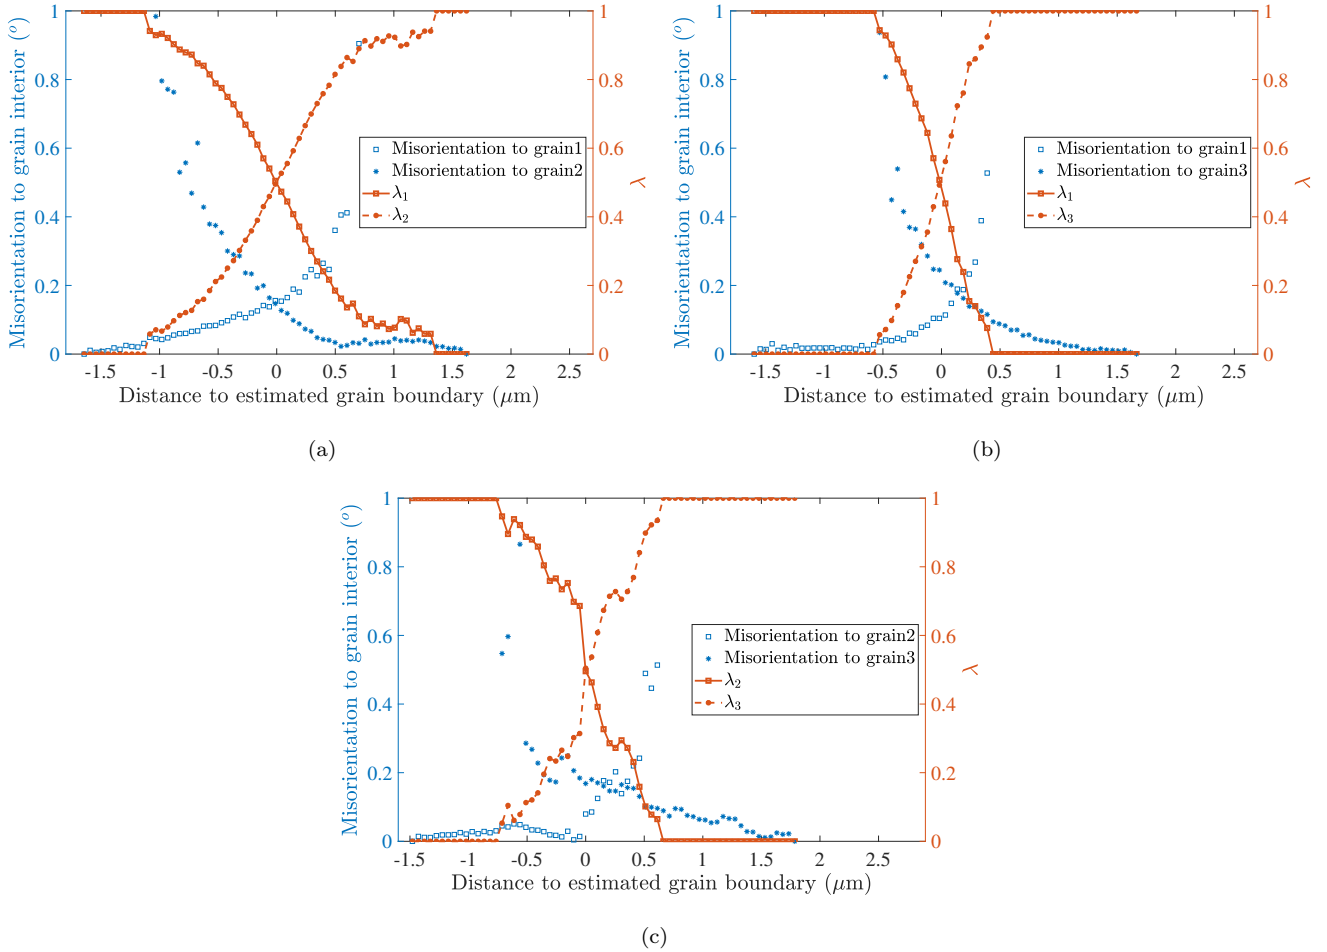 Misorientation to grain interior (°)
1
0.8
0.6
0.4
0.2
0
-1.5 -1 -0.5 0 0.5 1 1.5 2 2.5
Distance to estimated grain boundary (μm)
1
0.8
0.6
0.4
0.2
0
λ
Misorientation to grain1
Misorientation to grain2
λ₁
λ₂
(a)
Misorientation to grain interior (°)
1
0.8
0.6
0.4
0.2
0
-1.5 -1 -0.5 0 0.5 1 1.5 2 2.5
Distance to estimated grain boundary (μm)
1
0.8
0.6
0.4
0.2
0
λ
Misorientation to grain1
Misorientation to grain3
λ₁
λ₃
(b)
Misorientation to grain interior (°)
1
0.8
0.6
0.4
0.2
0
-1.5 -1 -0.5 0 0.5 1 1.5 2 2.5
Distance to estimated grain boundary (μm)
1
0.8
0.6
0.4
0.2
0
λ
Misorientation to grain2
Misorientation to grain3
λ₂
λ₃
(c)